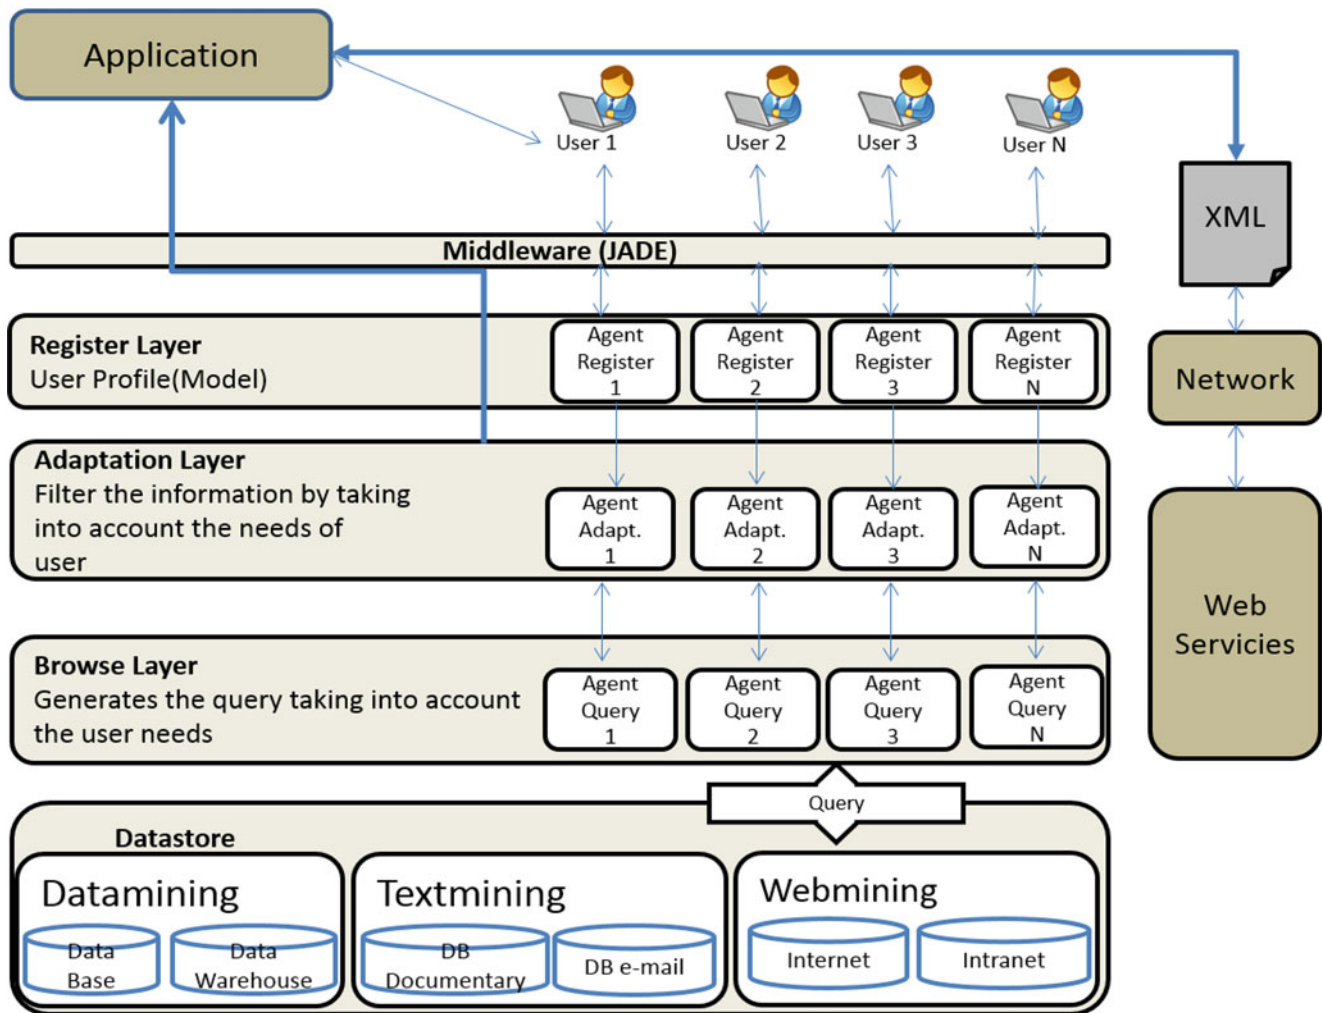 Application
User 1
User 2
User 3
User N
XML
Middleware (JADE)
Register Layer
User Profile(Model)
Agent
Register
1
Agent
Register
2
Agent
Register
3
Agent
Register
N
Network
Adaptation Layer
Filter the information by taking
into account the needs of
user
Agent
Adapt.
1
Agent
Adapt.
2
Agent
Adapt.
3
Agent
Adapt.
N
Web
Servicies
Browse Layer
Generates the query taking into account
the user needs
Agent
Query
1
Agent
Query
2
Agent
Query
3
Agent
Query
N
Query
Datastore
Datamining
Data
Base
Data
Warehouse
Textmining
DB
Documentary
DB e-mail
Webmining
Internet
Intranet